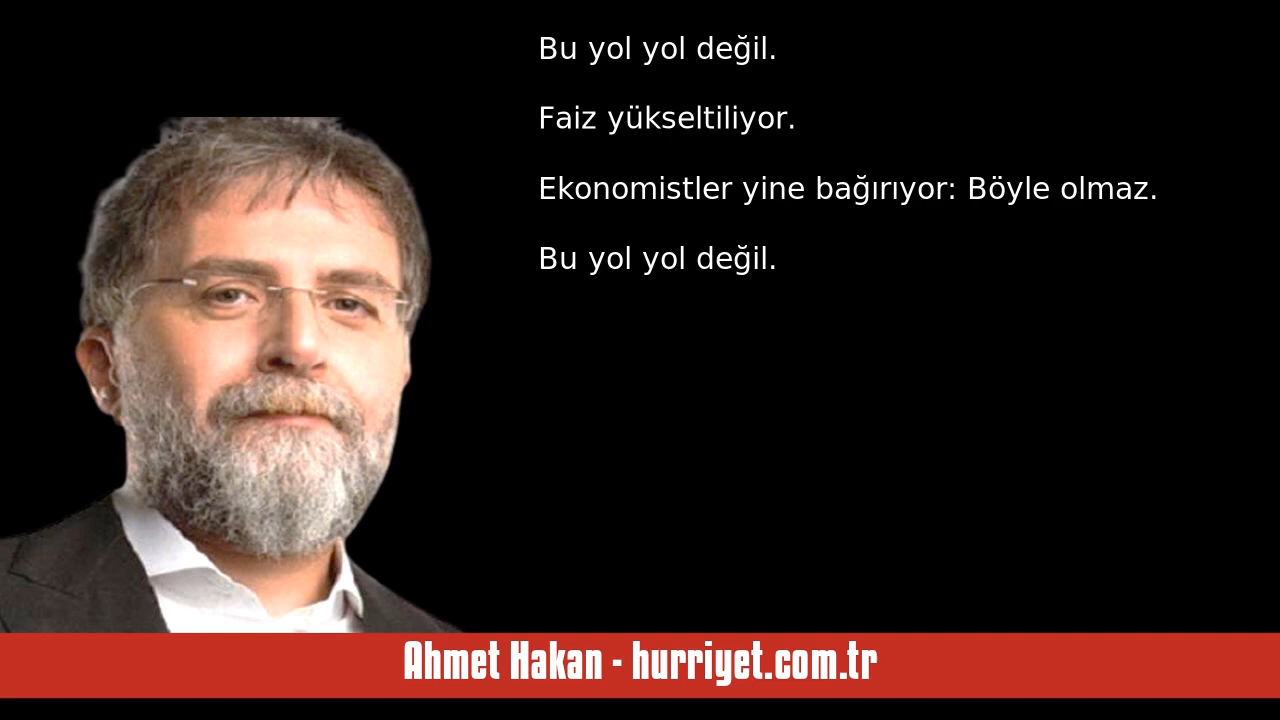 Bu yol yol değil.
Faiz yükseltiliyor.
Ekonomistler yine bağırıyor: Böyle olmaz.
Bu yol yol değil.
Ahmet Hakan - hurriyet.com.tr